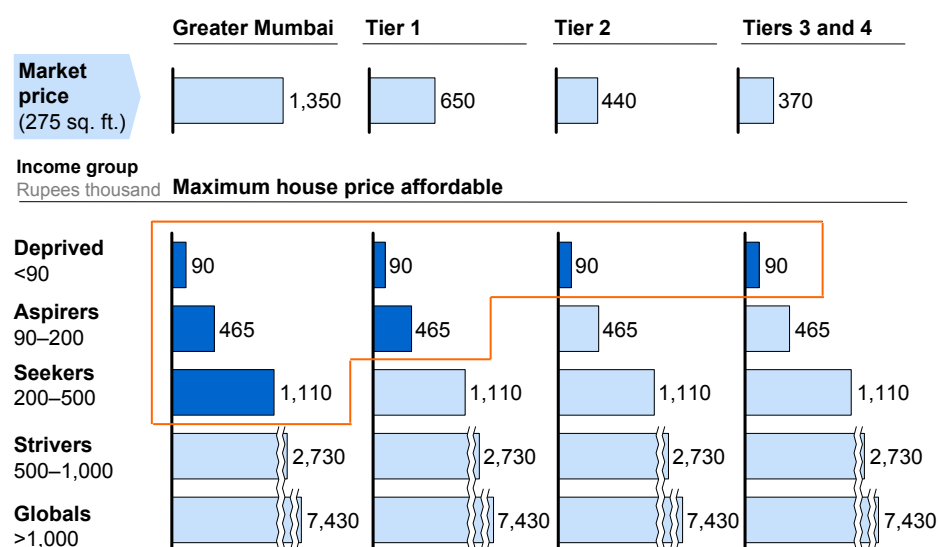 Greater Mumbai Tier 1 Tier 2 Tiers 3 and 4
Market
price
(275 sq. ft.)
1,350 650 440 370
Income group
Rupees thousand Maximum house price affordable
Deprived
<90
90 90 90 90
Aspirers
90–200
465 465 465 465
Seekers
200–500
1,110 1,110 1,110 1,110
Strivers
500–1,000
2,730 2,730 2,730 2,730
Globals
>1,000
7,430 7,430 7,430 7,430